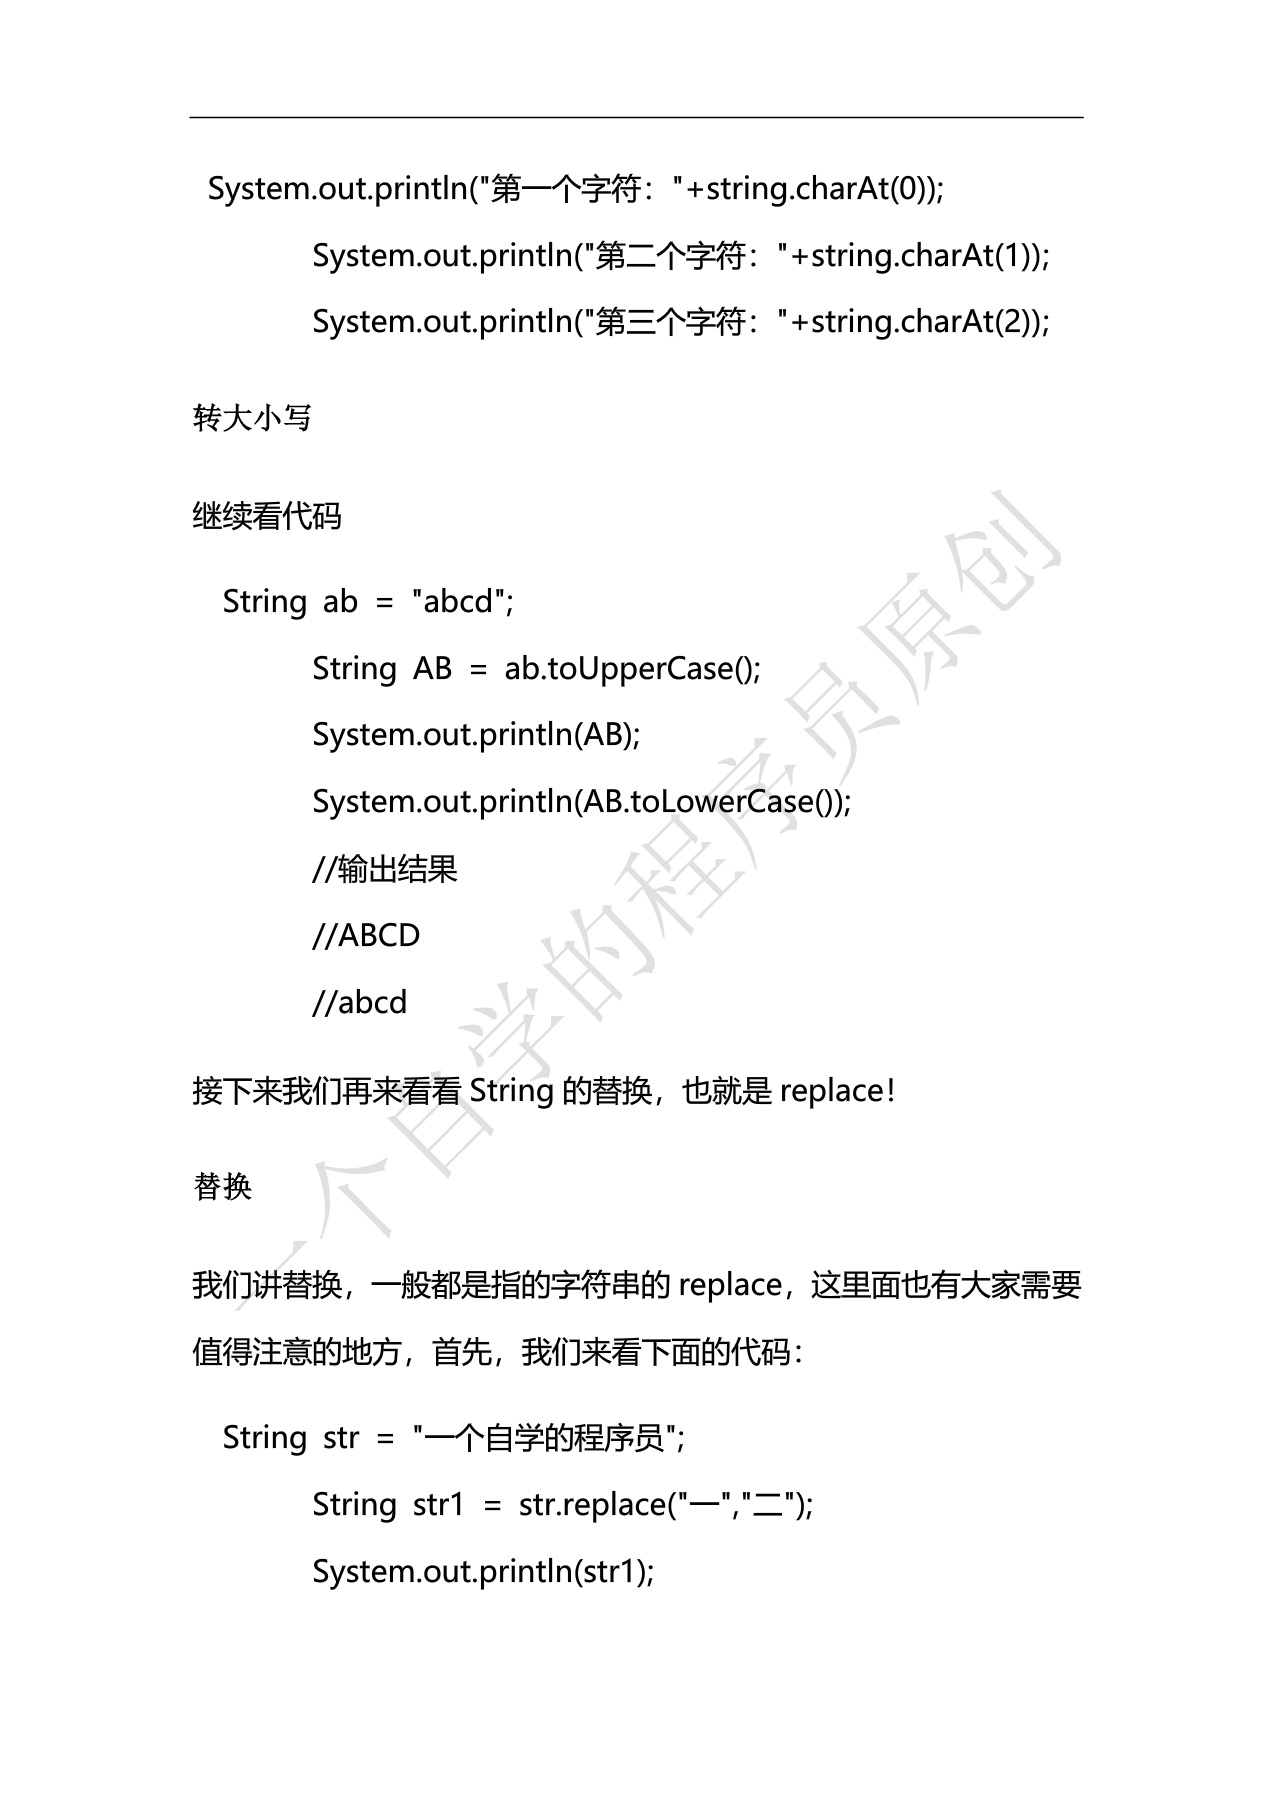 System.out.println("第一个字符："+string.charAt(0));
System.out.println("第二个字符："+string.charAt(1));
System.out.println("第三个字符："+string.charAt(2));
转大小写
继续看代码
String ab = "abcd";
String AB = ab.toUpperCase();
System.out.println(AB);
System.out.println(AB.toLowerCase());
//输出结果
//ABCD
//abcd
接下来我们再来看看 String 的替换，也就是 replace！
替换
我们讲替换，一般都是指的字符串的 replace，这里面也有大家需要
值得注意的地方，首先，我们来看下面的代码：
String str = "一个自学的程序员";
String str1 = str.replace("一","二");
System.out.println(str1);
一个自学的程序员原创